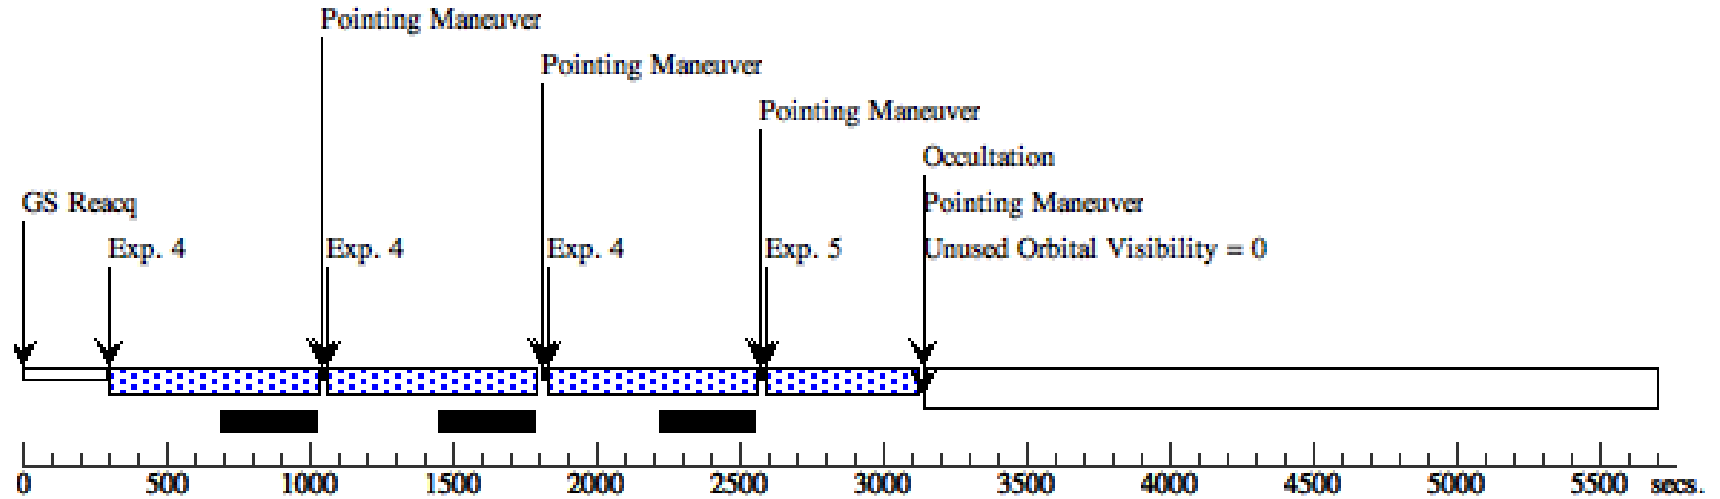 Pointing Maneuver
Pointing Maneuver
Pointing Maneuver
Occultation
GS Reacq
Pointing Maneuver
Exp. 4
Exp. 4
Exp. 4
Exp. 5
Unused Orbital Visibility = 0
0 500 1000 1500 2000 2500 3000 3500 4000 4500 5000 5500 secs.